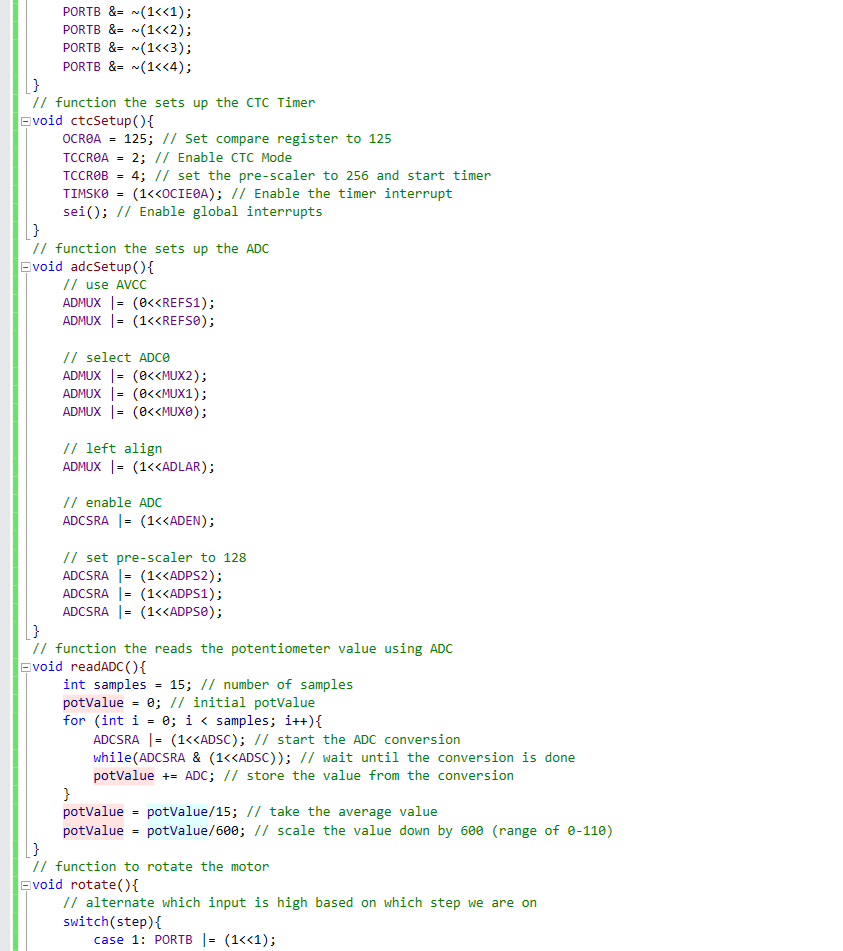 PORTB &= ~(1<<1);
PORTB &= ~(1<<2);
PORTB &= ~(1<<3);
PORTB &= ~(1<<4);
}
// function the sets up the CTC Timer
void ctcSetup(){
OCR0A = 125; // Set compare register to 125
TCCR0A = 2; // Enable CTC Mode
TCCR0B = 4; // set the pre-scaler to 256 and start timer
TIMSK0 = (1<<OCIE0A); // Enable the timer interrupt
sei(); // Enable global interrupts
}
// function the sets up the ADC
void adcSetup(){
// use AVCC
ADMUX |= (0<<REFS1);
ADMUX |= (1<<REFS0);
// select ADC0
ADMUX |= (0<<MUX2);
ADMUX |= (0<<MUX1);
ADMUX |= (0<<MUX0);
// left align
ADMUX |= (1<<ADLAR);
// enable ADC
ADCSRA |= (1<<ADEN);
// set pre-scaler to 128
ADCSRA |= (1<<ADPS2);
ADCSRA |= (1<<ADPS1);
ADCSRA |= (1<<ADPS0);
}
// function the reads the potentiometer value using ADC
void readADC(){
int samples = 15; // number of samples
potValue = 0; // initial potValue
for (int i = 0; i < samples; i++){
ADCSRA |= (1<<ADSC); // start the ADC conversion
while(ADCSRA & (1<<ADSC)); // wait until the conversion is done
potValue += ADC; // store the value from the conversion
}
potValue = potValue/15; // take the average value
potValue = potValue/600; // scale the value down by 600 (range of 0-110)
}
// function to rotate the motor
void rotate(){
// alternate which input is high based on which step we are on
switch(step){
case 1: PORTB |= (1<<1);